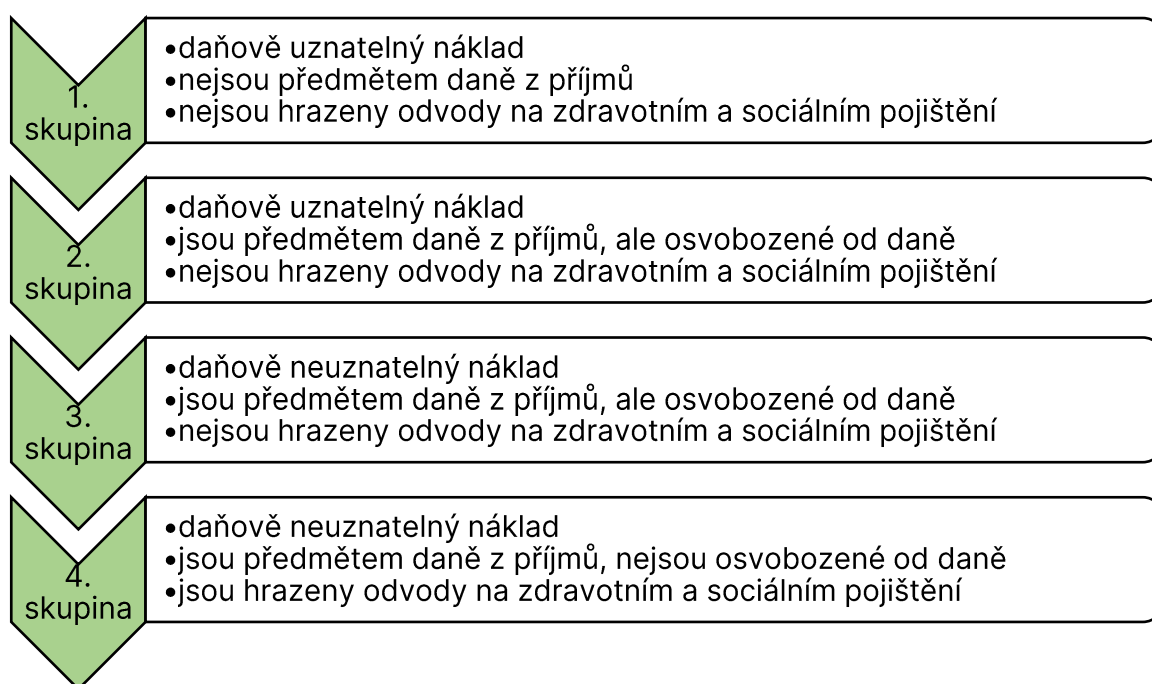 1.
skupina
•daňově uznatelný náklad
•nejsou předmětem daně z příjmů
•nejsou hrazeny odvody na zdravotním a sociálním pojištění
2.
skupina
•daňově uznatelný náklad
•jsou předmětem daně z příjmů, ale osvobozené od daně
•nejsou hrazeny odvody na zdravotním a sociálním pojištění
3.
skupina
•daňově neuznatelný náklad
•jsou předmětem daně z příjmů, ale osvobozené od daně
•nejsou hrazeny odvody na zdravotním a sociálním pojištění
4.
skupina
•daňově neuznatelný náklad
•jsou předmětem daně z příjmů, nejsou osvobozené od daně
•jsou hrazeny odvody na zdravotním a sociálním pojištění